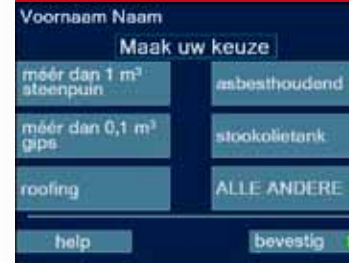 Voornaam Naam
Maak uw keuze
méér dan 1 m³
steenpuin
asbesthoudend
méér dan 0,1 m³
gips
stookolietank
roofing
ALLE ANDERE
help
bevestig